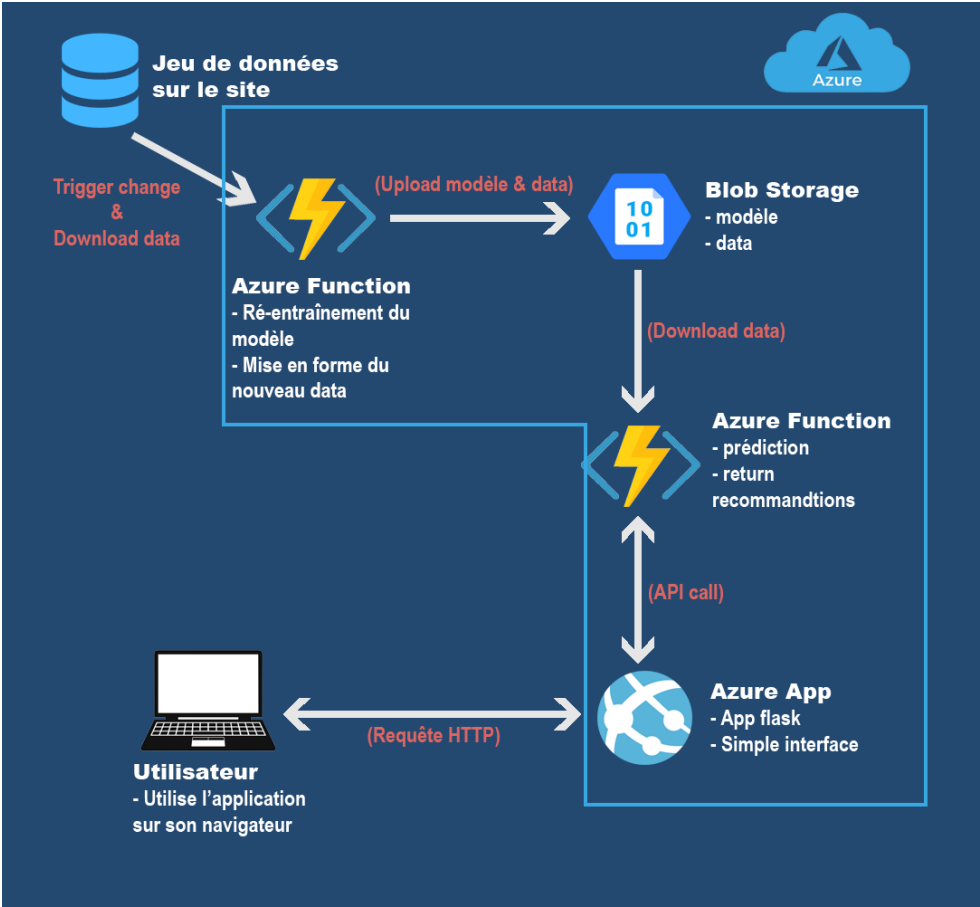 Jeu de données
sur le site
Azure
Trigger change
&
Download data
(Upload modèle & data)
10
01
Blob Storage
- modèle
- data
Azure Function
- Ré-entraînement du
modèle
- Mise en forme du
nouveau data
(Download data)
Azure Function
- prédiction
- return
recommandtions
(API call)
Azure App
- App flask
- Simple interface
(Requête HTTP)
Utilisateur
- Utilise l’application
sur son navigateur